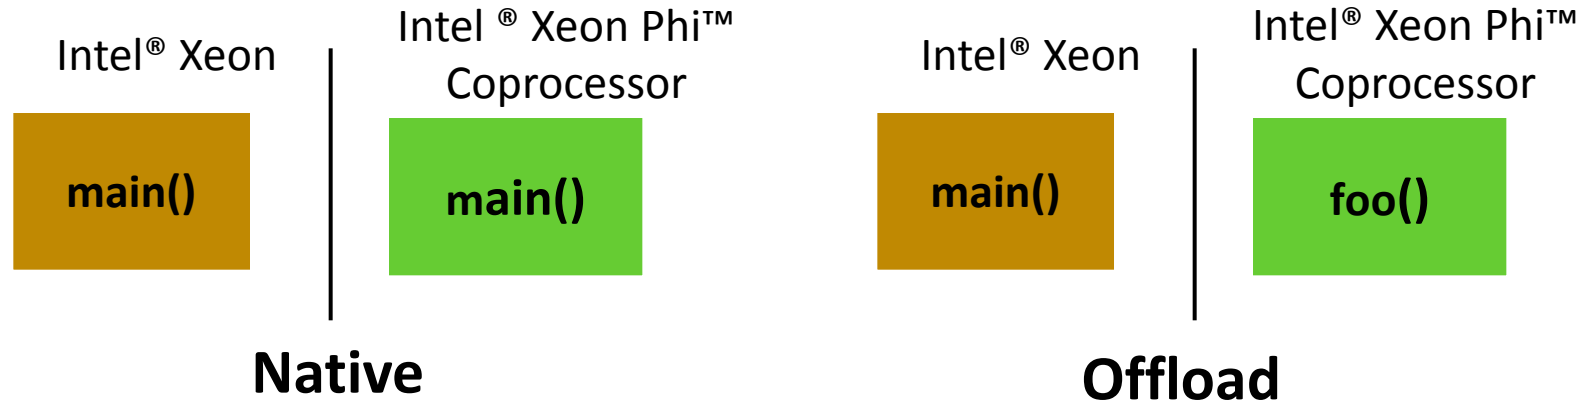 Intel® Xeon
Intel ® Xeon Phi™
Coprocessor
main()
main()
Native
Intel® Xeon
Intel® Xeon Phi™
Coprocessor
main()
foo()
Offload